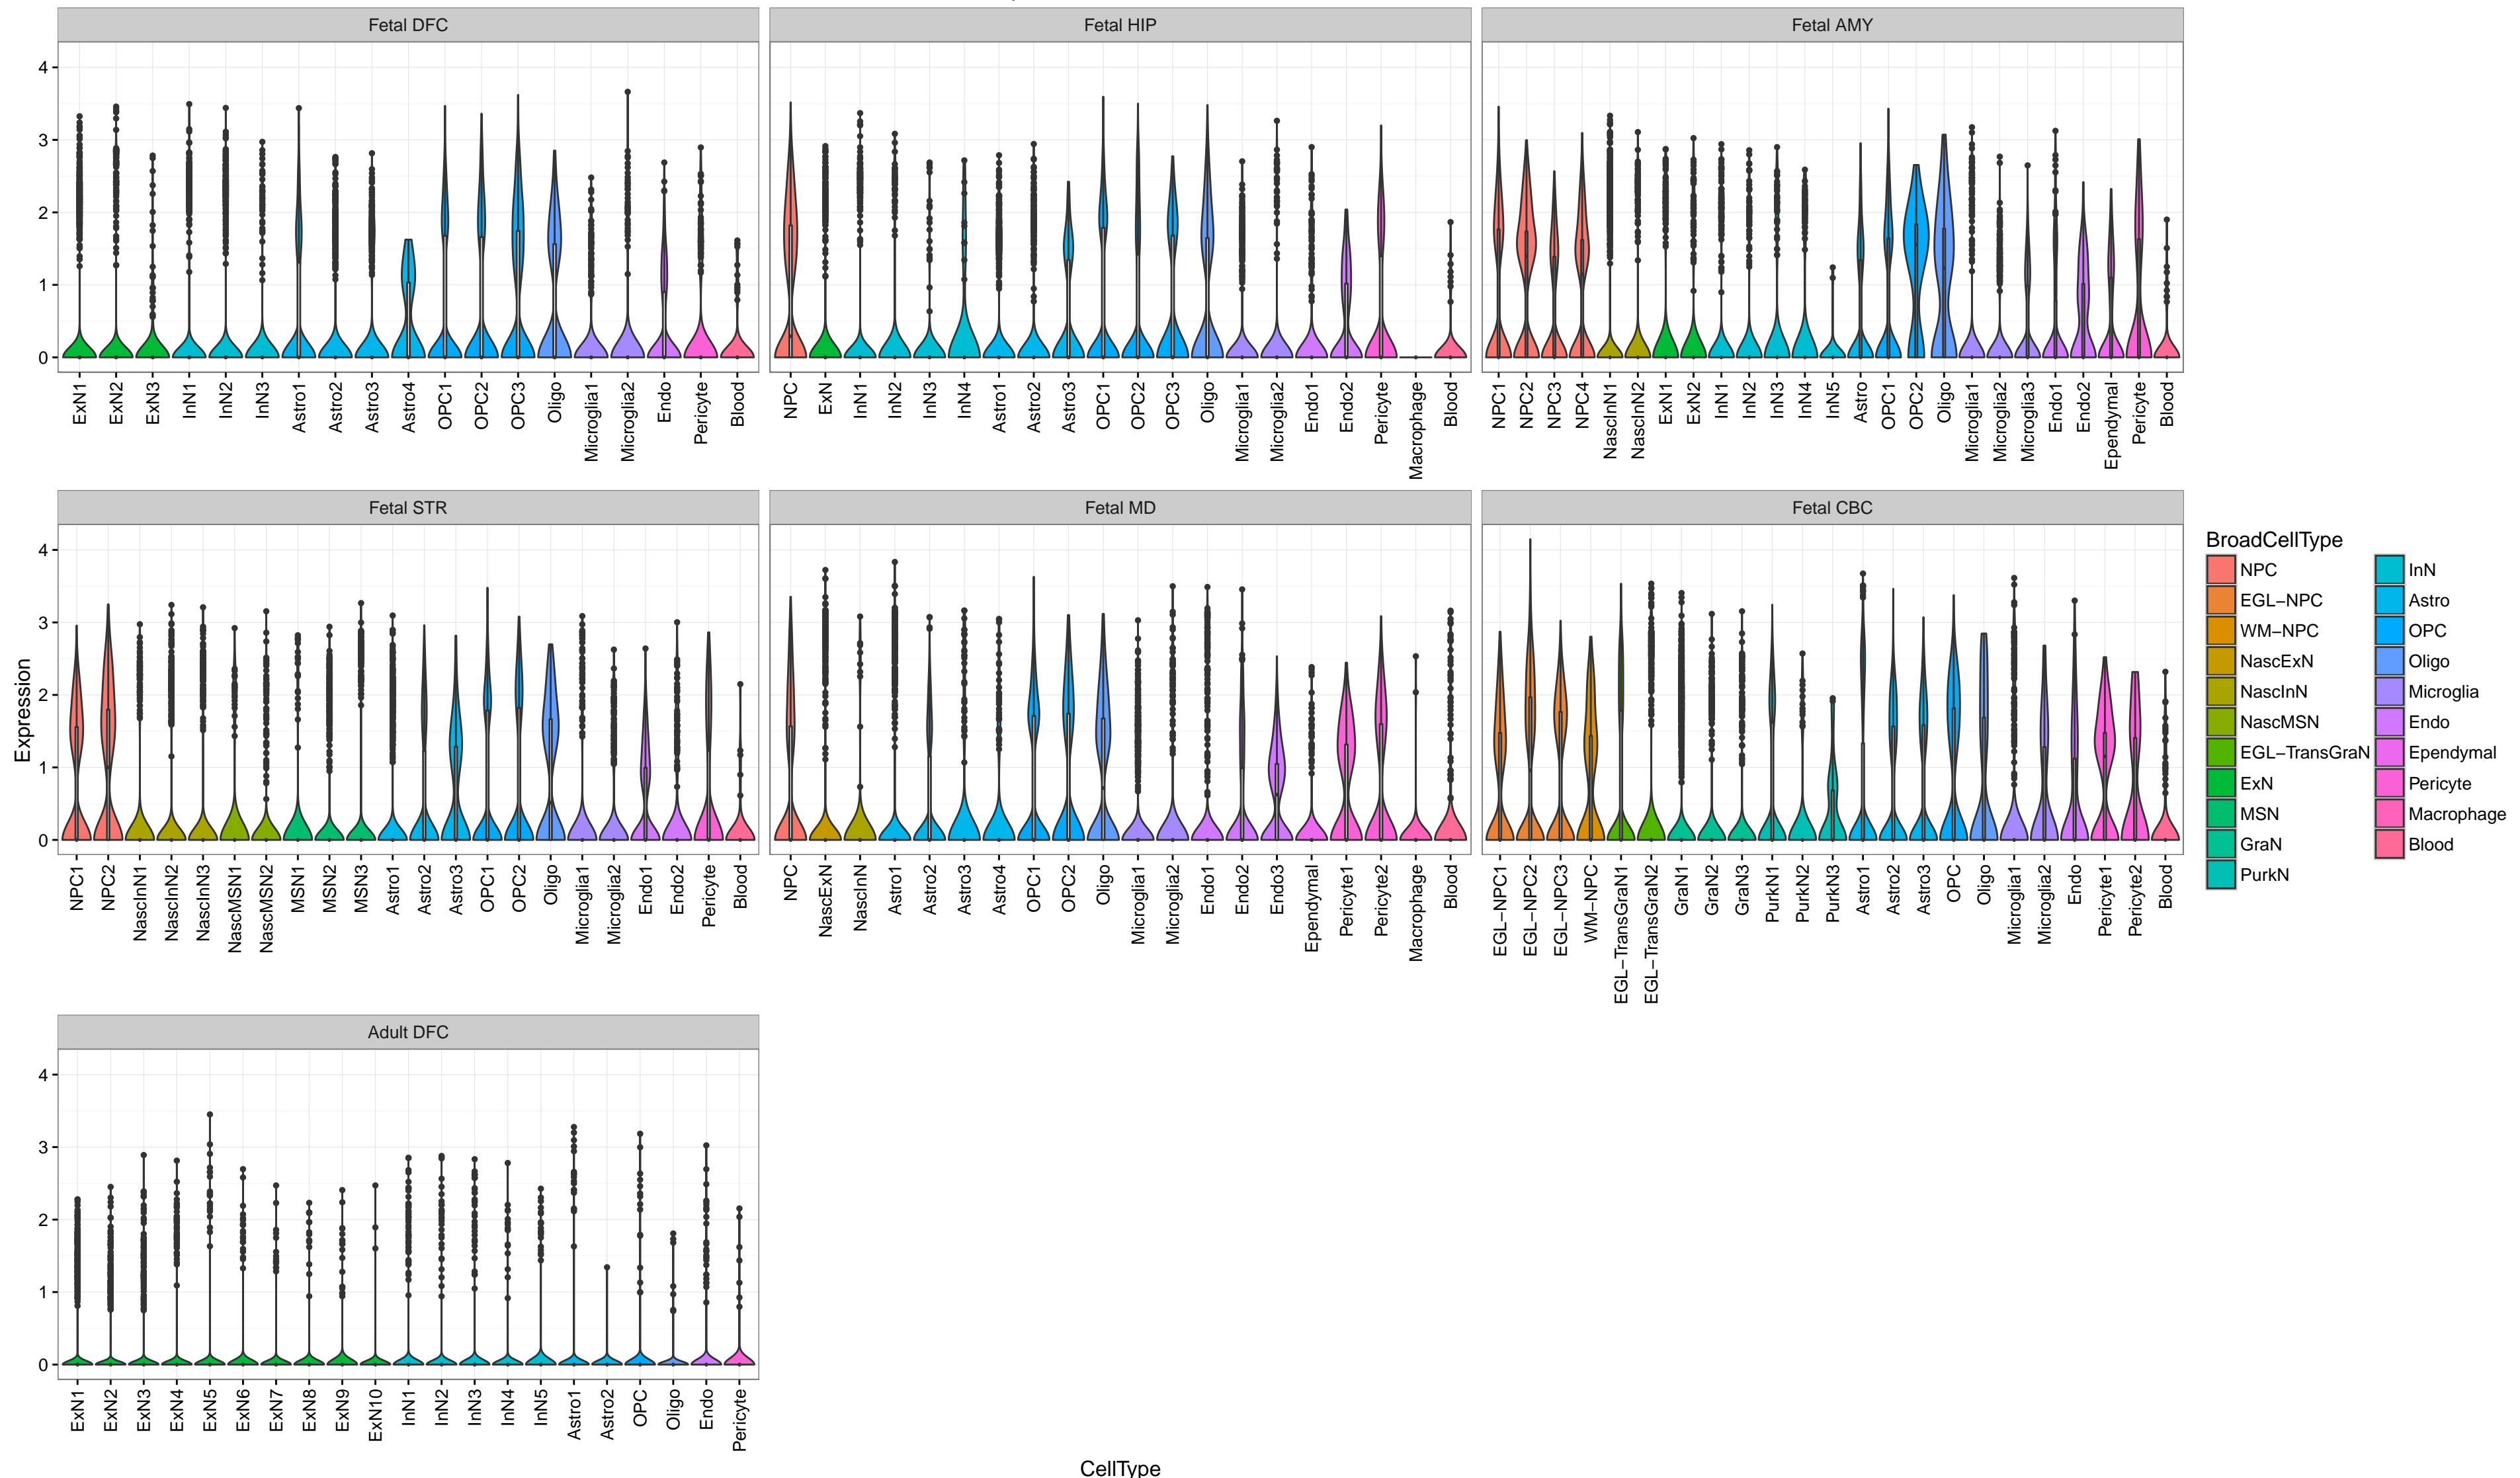 Fetal DFC
Fetal HIP
Fetal AMY
4
3
2
1
0
ExN1 ExN2 ExN3 InN1 InN2 InN3 Astro1 Astro2 Astro3 Astro4 OPC1 OPC2 OPC3 Oligo Microglia1 Microglia2 Endo Pericyte Blood
NPC ExN InN1 InN2 InN3 InN4 Astro1 Astro2 Astro3 OPC1 OPC2 OPC3 Oligo Microglia1 Microglia2 Endo1 Endo2 Pericyte Macrophage Blood
NPC1 NPC2 NPC3 NPC4 NascInN1 NascInN2 ExN1 ExN2 InN1 InN2 InN3 InN4 InN5 Astro OPC1 OPC2 Oligo Microglia1 Microglia2 Microglia3 Endo1 Endo2 Ependymal Pericyte Blood
Fetal STR
Fetal MD
Fetal CBC
Expression
4
3
2
1
0
NPC1 NPC2 NascInN1 NascInN2 NascInN3 NascMSN1 NascMSN2 MSN1 MSN2 MSN3 Astro1 Astro2 Astro3 OPC1 OPC2 Oligo Microglia1 Microglia2 Endo1 Endo2 Pericyte Blood
NPC NascExN NascInN Astro1 Astro2 Astro3 Astro4 OPC1 OPC2 Oligo Microglia1 Microglia2 Endo1 Endo2 Endo3 Ependymal Pericyte1 Pericyte2 Macrophage Blood
EGL−NPC1 EGL−NPC2 EGL−NPC3 WM−NPC EGL−TransGraN1 EGL−TransGraN2 GraN1 GraN2 GraN3 PurkN1 PurkN2 PurkN3 Astro1 Astro2 Astro3 OPC Oligo Microglia1 Microglia2 Endo Pericyte1 Pericyte2 Blood
BroadCellType
NPC
EGL−NPC
WM−NPC
NascExN
NascInN
NascMSN
EGL−TransGraN
ExN
MSN
GraN
PurkN
InN
Astro
OPC
Oligo
Microglia
Endo
Ependymal
Pericyte
Macrophage
Blood
Adult DFC
4
3
2
1
0
ExN1 ExN2 ExN3 ExN4 ExN5 ExN6 ExN7 ExN8 ExN9 ExN10 InN1 InN2 InN3 InN4 InN5 Astro1 Astro2 OPC Oligo Endo Pericyte
CellType